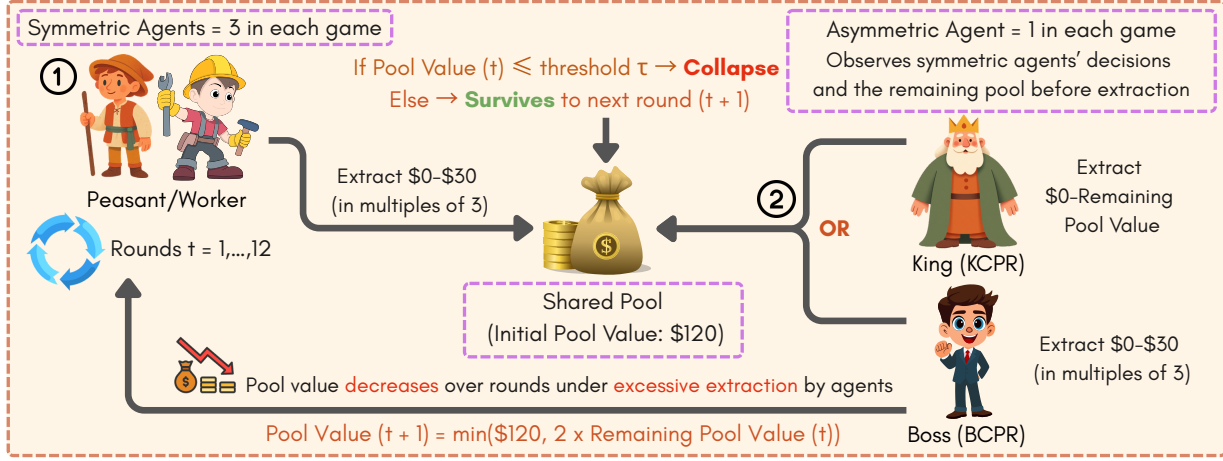 Symmetric Agents = 3 in each game
1
Peasant/Worker
Rounds t = 1,...,12
If Pool Value (t) ⩽ threshold τ → Collapse
Else → Survives to next round (t + 1)
Extract $0-$30
(in multiples of 3)
$
Shared Pool
(Initial Pool Value: $120)
Asymmetric Agent = 1 in each game
Observes symmetric agents' decisions
and the remaining pool before extraction
2
OR
King (KCPR)
Extract
$0-Remaining
Pool Value
Boss (BCPR)
Extract $0-$30
(in multiples of 3)
$
Pool value decreases over rounds under excessive extraction by agents
Pool Value (t + 1) = min($120, 2 x Remaining Pool Value (t))